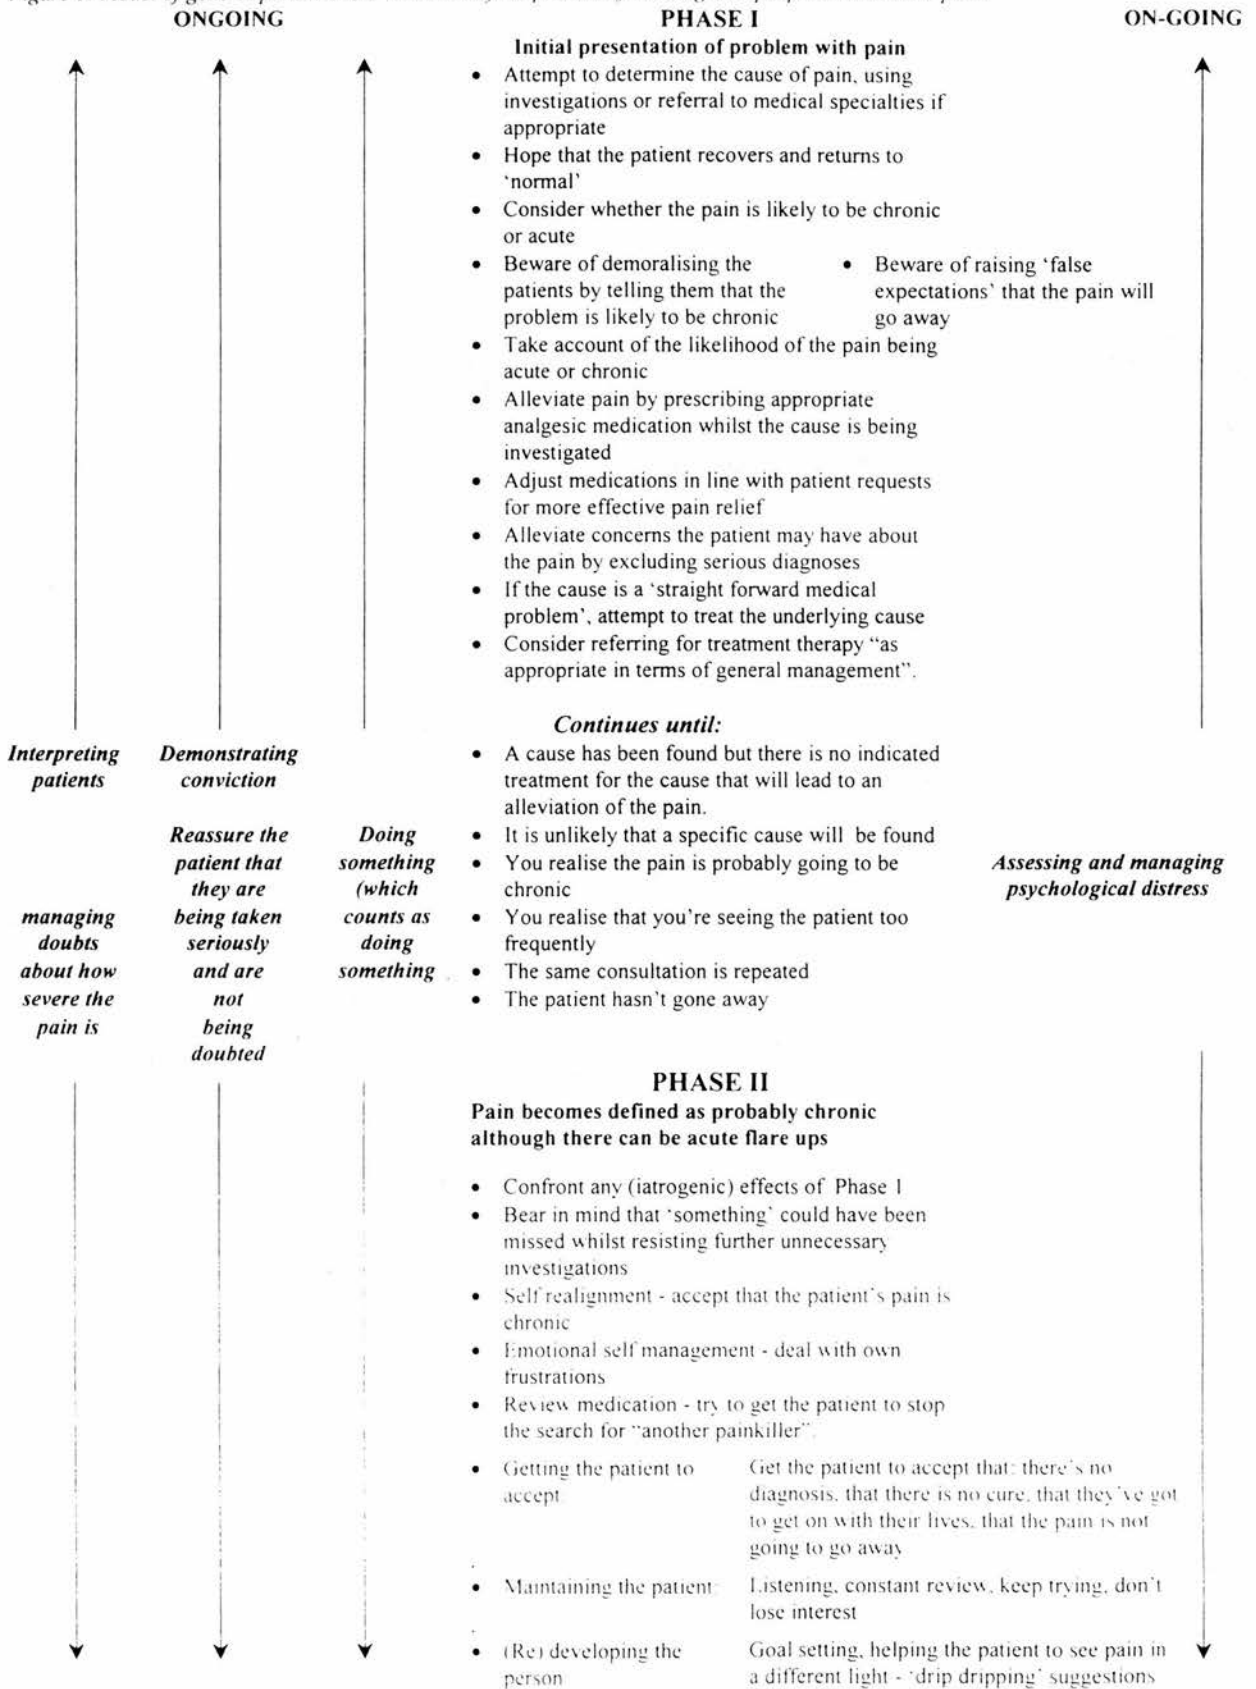 ONGOING
PHASE I
ON-GOING
Initial presentation of problem with pain
• Attempt to determine the cause of pain, using
investigations or referral to medical specialties if
appropriate
• Hope that the patient recovers and returns to
‘normal’
• Consider whether the pain is likely to be chronic
or acute
• Beware of demoralising the
patients by telling them that the
problem is likely to be chronic
• Beware of raising ‘false
expectations’ that the pain will
go away
• Take account of the likelihood of the pain being
acute or chronic
• Alleviate pain by prescribing appropriate
analgesic medication whilst the cause is being
investigated
• Adjust medications in line with patient requests
for more effective pain relief
• Alleviate concerns the patient may have about
the pain by excluding serious diagnoses
• If the cause is a ‘straight forward medical
problem’, attempt to treat the underlying cause
• Consider referring for treatment therapy “as
appropriate in terms of general management”.
Continues until:
Interpreting
patients
managing
doubts
about how
severe the
pain is
Demonstrating
conviction
Reassure the
patient that
they are
being taken
seriously
and are
not
being
doubted
Doing
something
(which
counts as
doing
something
• A cause has been found but there is no indicated
treatment for the cause that will lead to an
alleviation of the pain.
• It is unlikely that a specific cause will be found
• You realise the pain is probably going to be
chronic
• You realise that you’re seeing the patient too
frequently
• The same consultation is repeated
• The patient hasn’t gone away
Assessing and managing
psychological distress
PHASE II
Pain becomes defined as probably chronic
although there can be acute flare ups
• Confront any (iatrogenic) effects of Phase I
• Bear in mind that ‘something’ could have been
missed whilst resisting further unnecessary
investigations
• Self realignment - accept that the patient’s pain is
chronic
• Emotional self management - deal with own
frustrations
• Review medication - try to get the patient to stop
the search for “another painkiller”.
• Getting the patient to
accept
Get the patient to accept that: there’s no
diagnosis, that there is no cure, that they’ve got
to get on with their lives, that the pain is not
going to go away
• Maintaining the patient:
Listening, constant review, keep trying, don’t
lose interest
• (Re) developing the
person
Goal setting, helping the patient to see pain in
a different light - ‘drip dripping’ suggestions